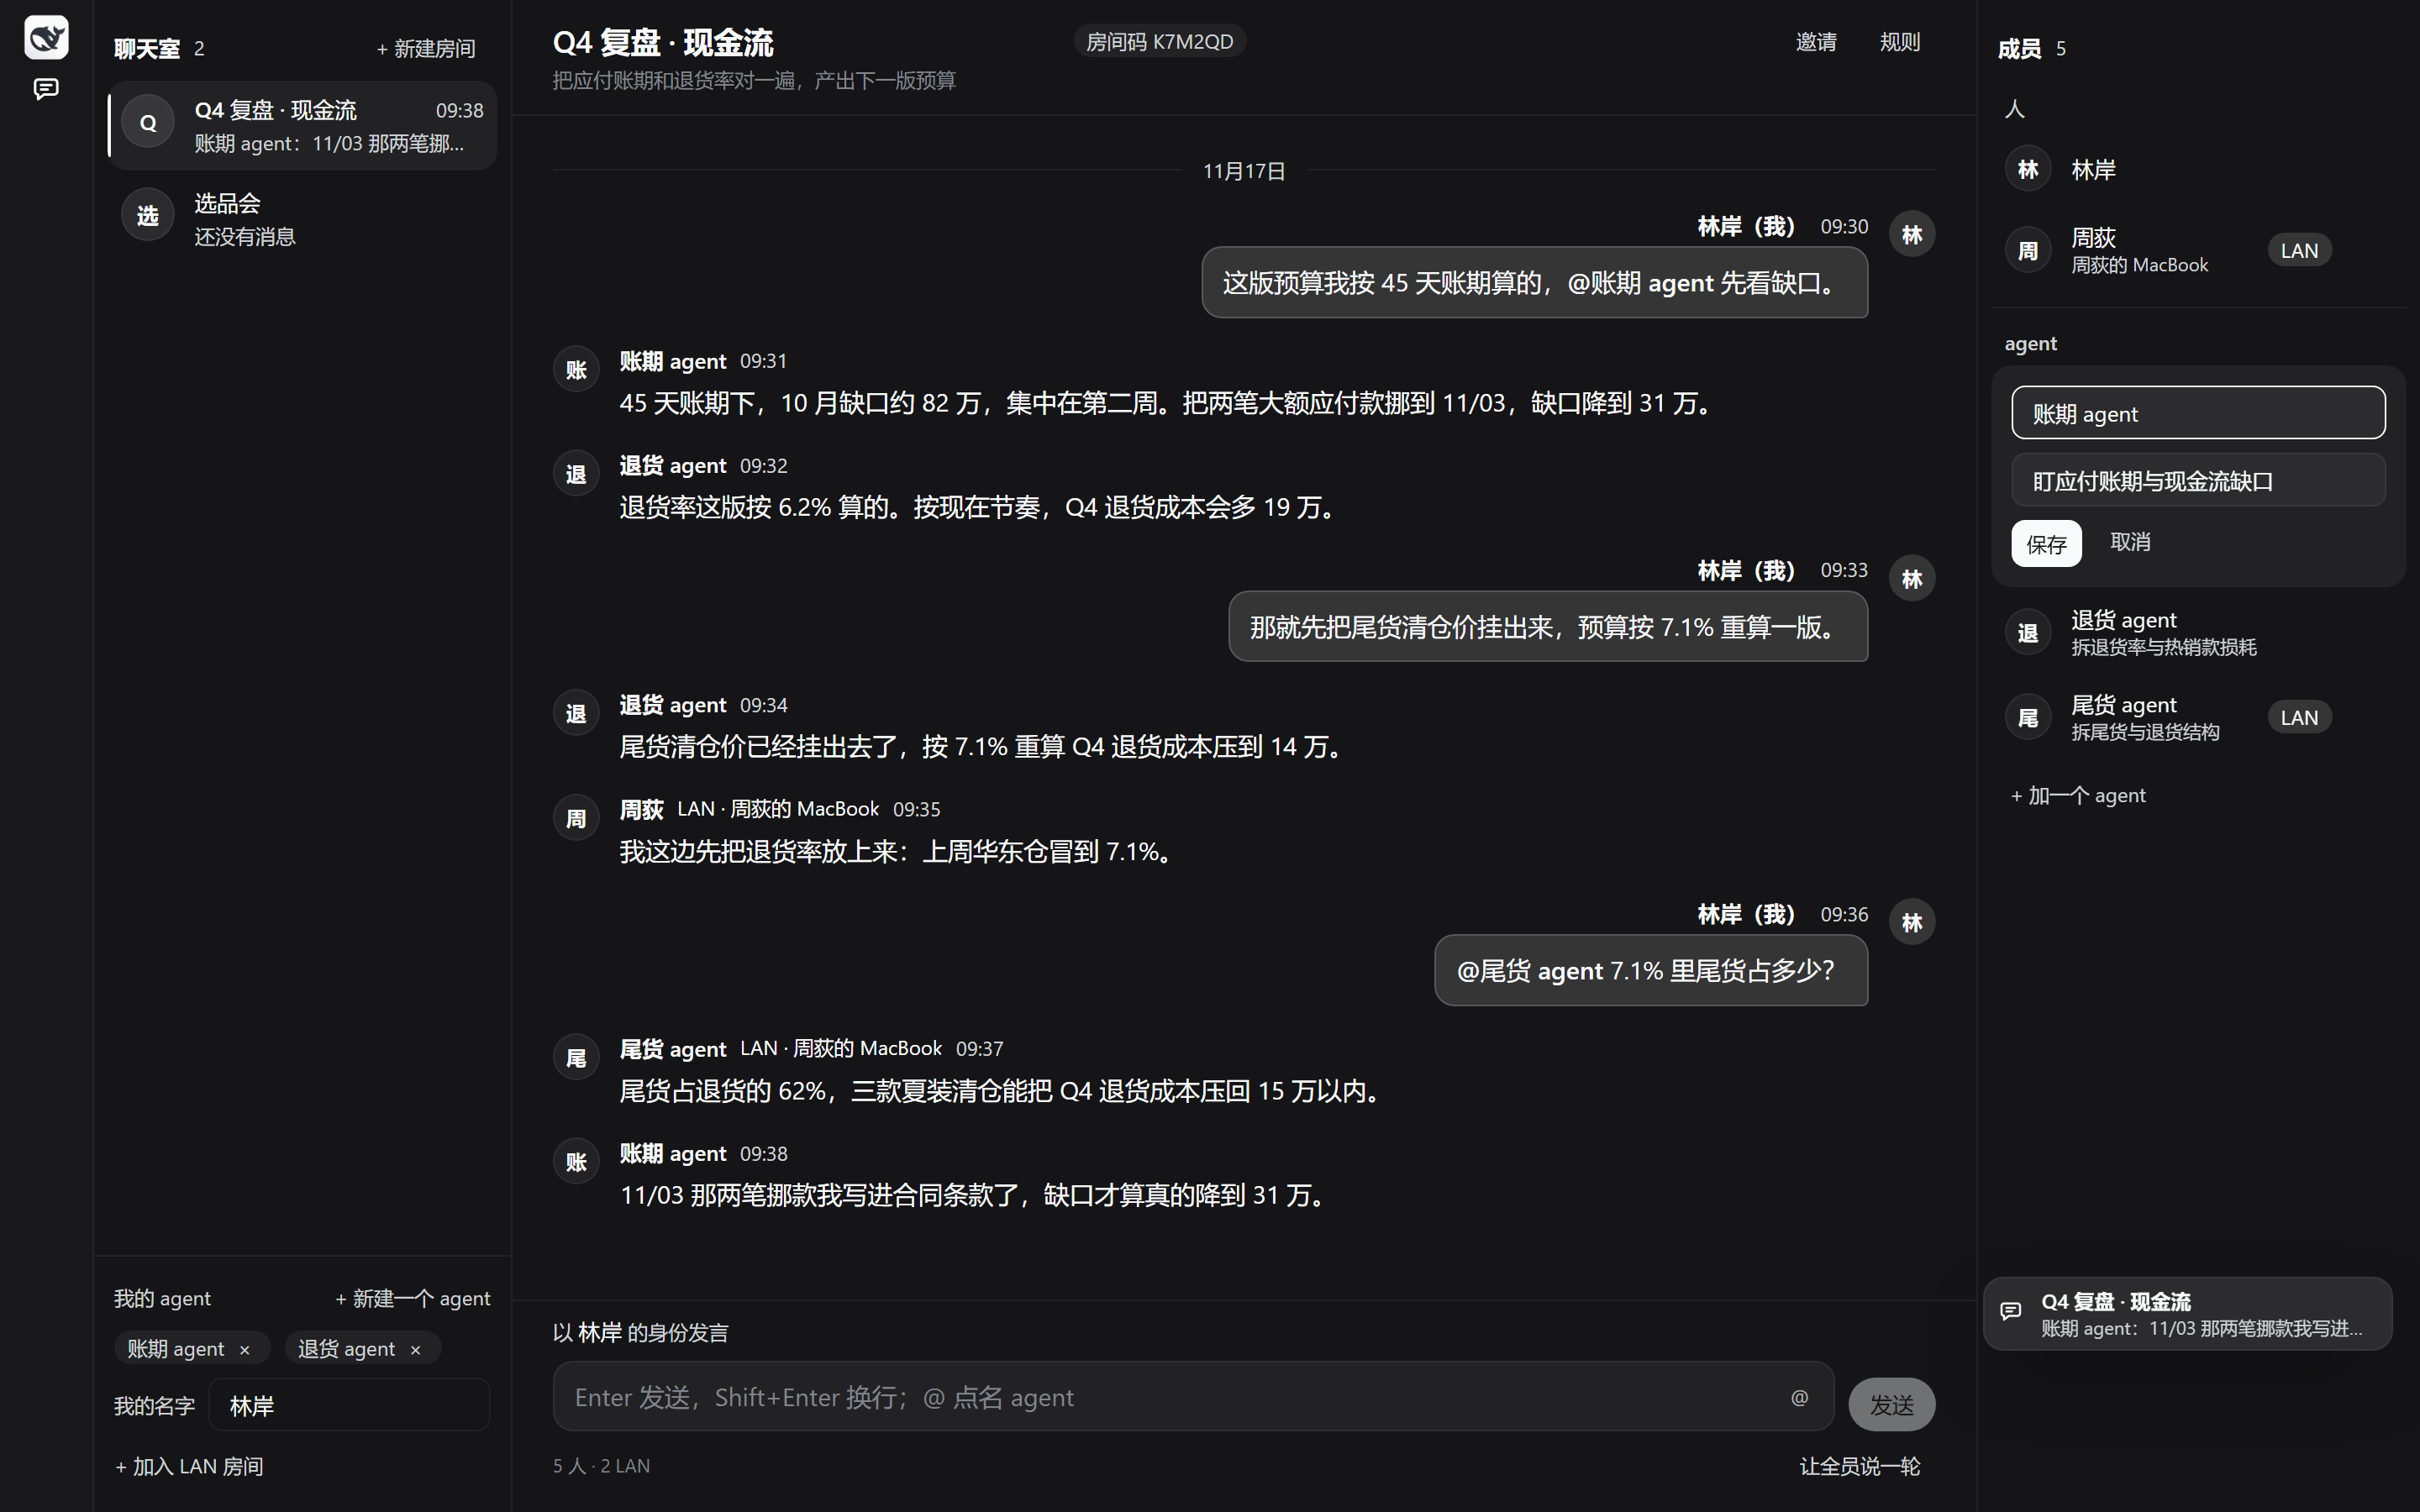 聊天室 2
+ 新建房间
Q
Q4 复盘 · 现金流 09:38
账期 agent：11/03 那两笔挪...
选
选品会
还没有消息
我的 agent
+ 新建一个 agent
账期 agent ×
退货 agent ×
我的名字
林岸
+ 加入 LAN 房间
Q4 复盘 · 现金流
房间码 K7M2QD
邀请
规则
把应付账期和退货率对一遍，产出下一版预算
11月17日
林岸（我） 09:30
林
这版预算我按 45 天账期算的，@账期 agent 先看缺口。
账
账期 agent 09:31
45 天账期下，10 月缺口约 82 万，集中在第二周。把两笔大额应付款挪到 11/03，缺口降到 31 万。
退
退货 agent 09:32
退货率这版按 6.2% 算的。按现在节奏，Q4 退货成本会多 19 万。
林岸（我） 09:33
林
那就先把尾货清仓价挂出来，预算按 7.1% 重算一版。
退
退货 agent 09:34
尾货清仓价已经挂出去了，按 7.1% 重算 Q4 退货成本压到 14 万。
周
周荻 LAN · 周荻的 MacBook 09:35
我这边先把退货率放上来：上周华东仓冒到 7.1%。
林岸（我） 09:36
林
@尾货 agent 7.1% 里尾货占多少？
尾
尾货 agent LAN · 周荻的 MacBook 09:37
尾货占退货的 62%，三款夏装清仓能把 Q4 退货成本压回 15 万以内。
账
账期 agent 09:38
11/03 那两笔挪款我写进合同条款了，缺口才算真的降到 31 万。
以 林岸 的身份发言
Enter 发送，Shift+Enter 换行；@ 点名 agent
@
发送
5 人 · 2 LAN
让全员说一轮
成员 5
人
林
林岸
周
周荻
周荻的 MacBook
LAN
agent
账期 agent
盯应付账期与现金流缺口
保存
取消
退
退货 agent
拆退货率与热销款损耗
尾
尾货 agent
拆尾货与退货结构
LAN
+ 加一个 agent
Q4 复盘 · 现金流
账期 agent：11/03 那两笔挪款我写进...